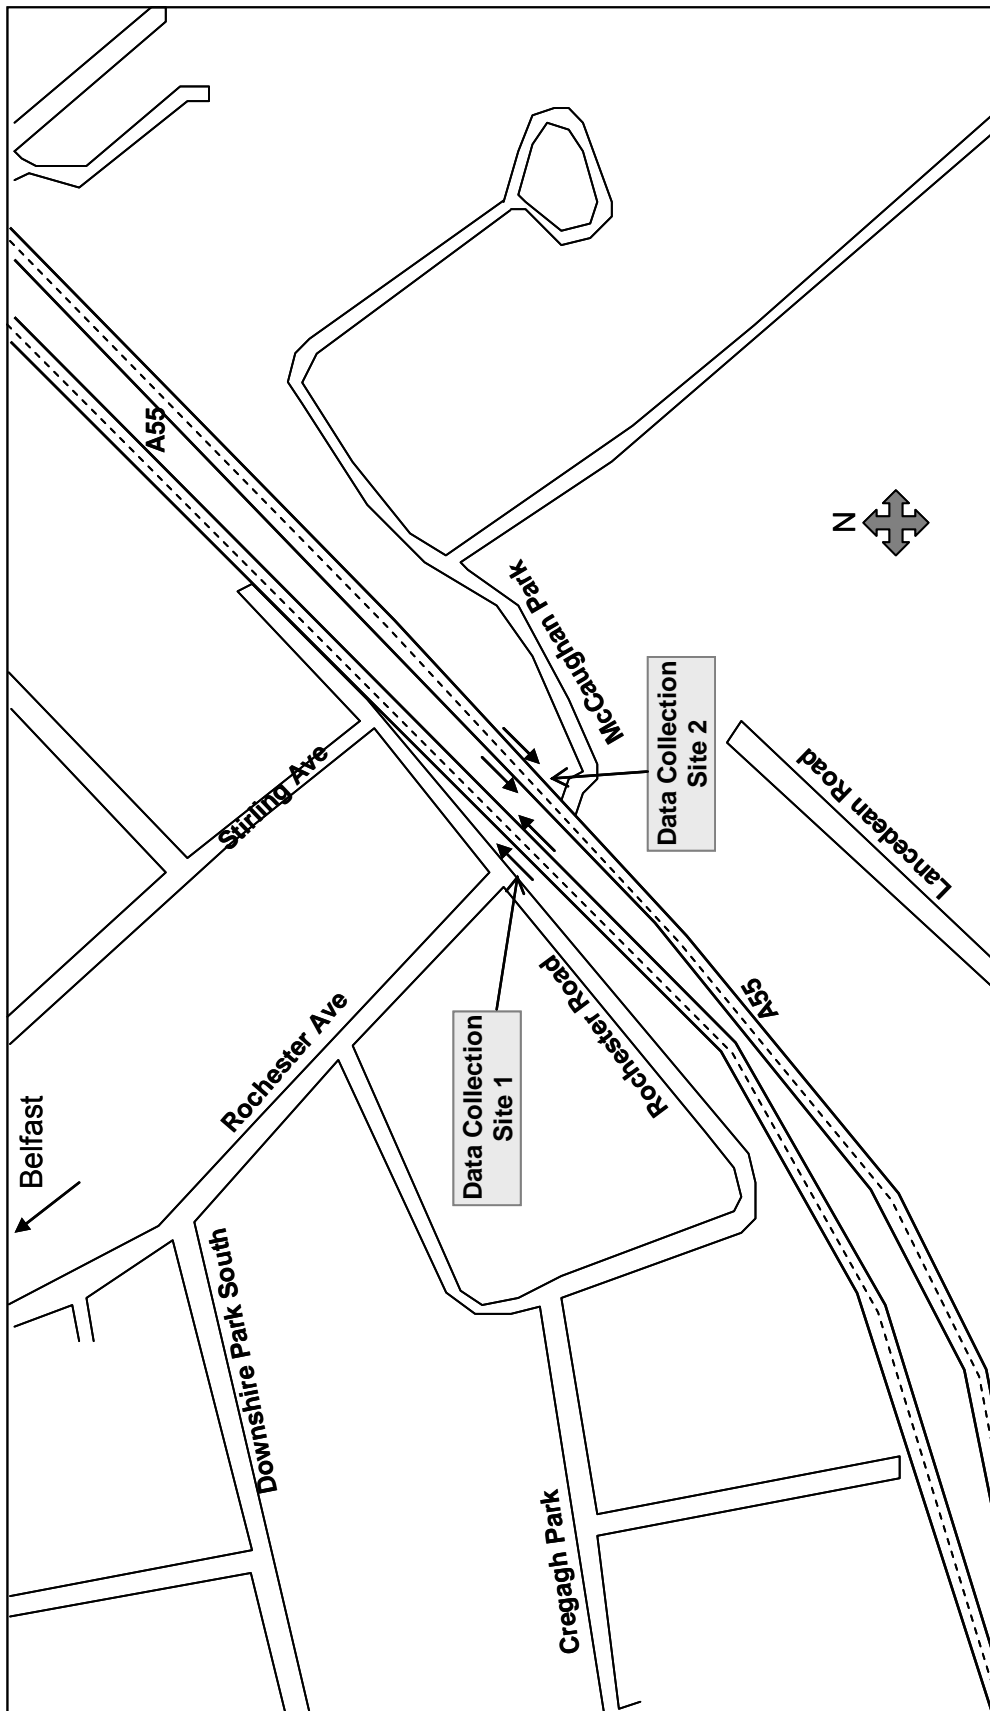 Belfast
A55
Stirling Ave
Rochester Ave
Downshire Park South
Cregagh Park
Data Collection
Site 1
Rochester Road
McCaughan Park
Data Collection
Site 2
A55
Lancedean Road
N